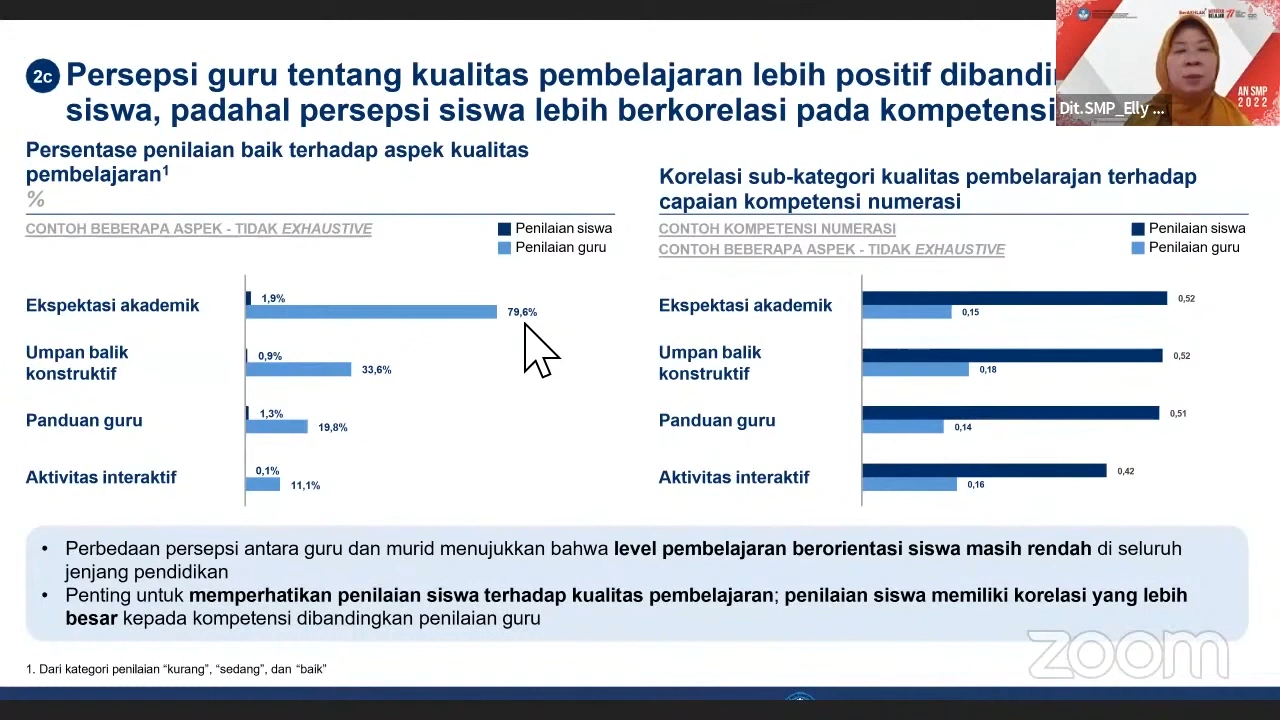 2c Persepsi guru tentang kualitas pembelajaran lebih positif
siswa, padahal persepsi siswa lebih berkorelasi pada kompetensi
Dit.SMP_Elly ...
AN SMP
2022
Persentase penilaian baik terhadap aspek kualitas
pembelajaran¹
%
CONTOH BEBERAPA ASPEK - TIDAK EXHAUSTIVE
Penilaian siswa
Penilaian guru
Ekspektasi akademik
1,9%
79,6%
Umpan balik
konstruktif
0,9%
33,6%
Panduan guru
1,3%
19,8%
Aktivitas interaktif
0,1%
11,1%
Korelasi sub-kategori kualitas pembelarajan terhadap
capaian kompetensi numerasi
CONTOH KOMPETENSI NUMERASI
CONTOH BEBERAPA ASPEK - TIDAK EXHAUSTIVE
Penilaian siswa
Penilaian guru
Ekspektasi akademik
0,52
0,15
Umpan balik
konstruktif
0,52
0,18
Panduan guru
0,51
0,14
Aktivitas interaktif
0,42
0,16
• Perbedaan persepsi antara guru dan murid menujukkan bahwa level pembelajaran berorientasi siswa masih rendah di seluruh
jenjang pendidikan
• Penting untuk memperhatikan penilaian siswa terhadap kualitas pembelajaran; penilaian siswa memiliki korelasi yang lebih
besar kepada kompetensi dibandingkan penilaian guru
zoom
1. Dari kategori penilaian “kurang”, “sedang”, dan “baik”